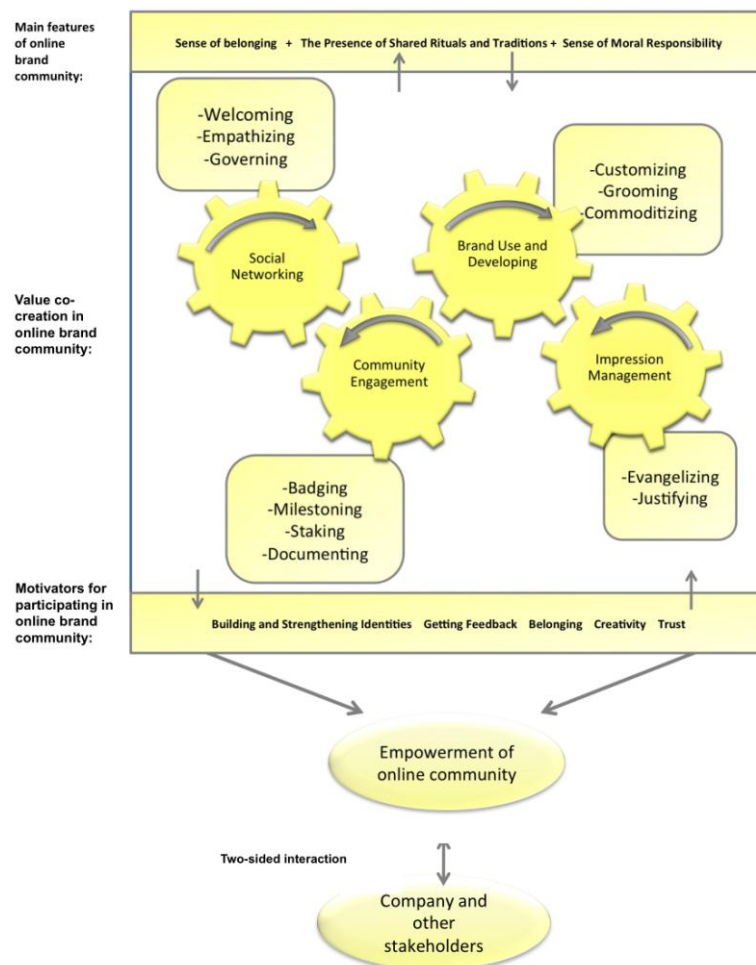 Main features
of online
brand
community:
Sense of belonging + The Presence of Shared Rituals and Traditions + Sense of Moral Responsibility
-Welcoming
-Empathizing
-Governing
-Customizing
-Grooming
-Commoditizing
Social
Networking
Brand Use and
Developing
Value co-
creation in
online brand
community:
Community
Engagement
Impression
Management
-Badging
-Milestoning
-Staking
-Documenting
-Evangelizing
-Justifying
Motivators for
participating in
online brand
community:
Building and Strengthening Identities Getting Feedback Belonging Creativity Trust
Empowerment of
online community
Two-sided interaction
Company and
other
stakeholders